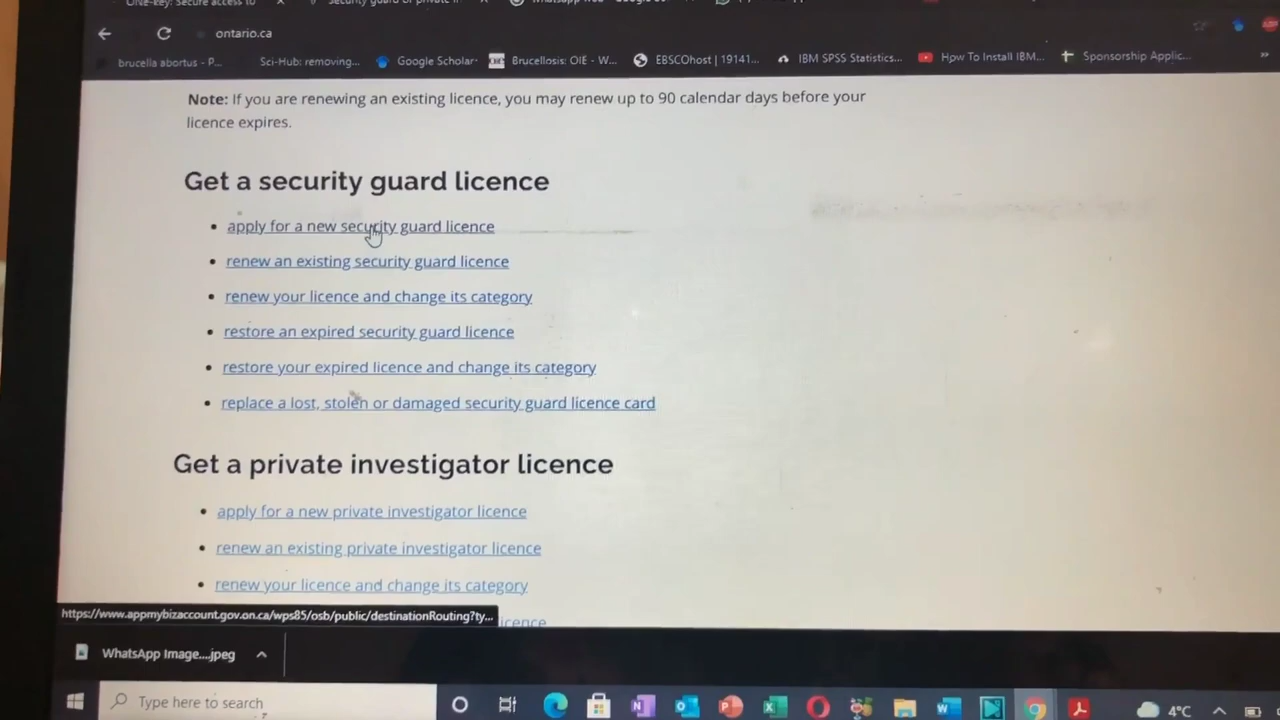 ONe-key: Secure access to
ontario.ca
brucella abortus - P...
Sci-Hub: removing...
Google Scholar
Brucellosis: OIE - W...
EBSCOhost | 19141...
IBM SPSS Statistics...
How To Install IBM...
Sponsorship Applic...
Note: If you are renewing an existing licence, you may renew up to 90 calendar days before your
licence expires.
Get a security guard licence
apply for a new security guard licence
renew an existing security guard licence
renew your licence and change its category
restore an expired security guard licence
restore your expired licence and change its category
replace a lost, stolen or damaged security guard licence card
Get a private investigator licence
apply for a new private investigator licence
renew an existing private investigator licence
renew your licence and change its category
https://www.appmybizaccount.gov.on.ca/wps85/osb/public/destinationRouting?ty...
icence
WhatsApp Image....jpeg
Type here to search
4°C